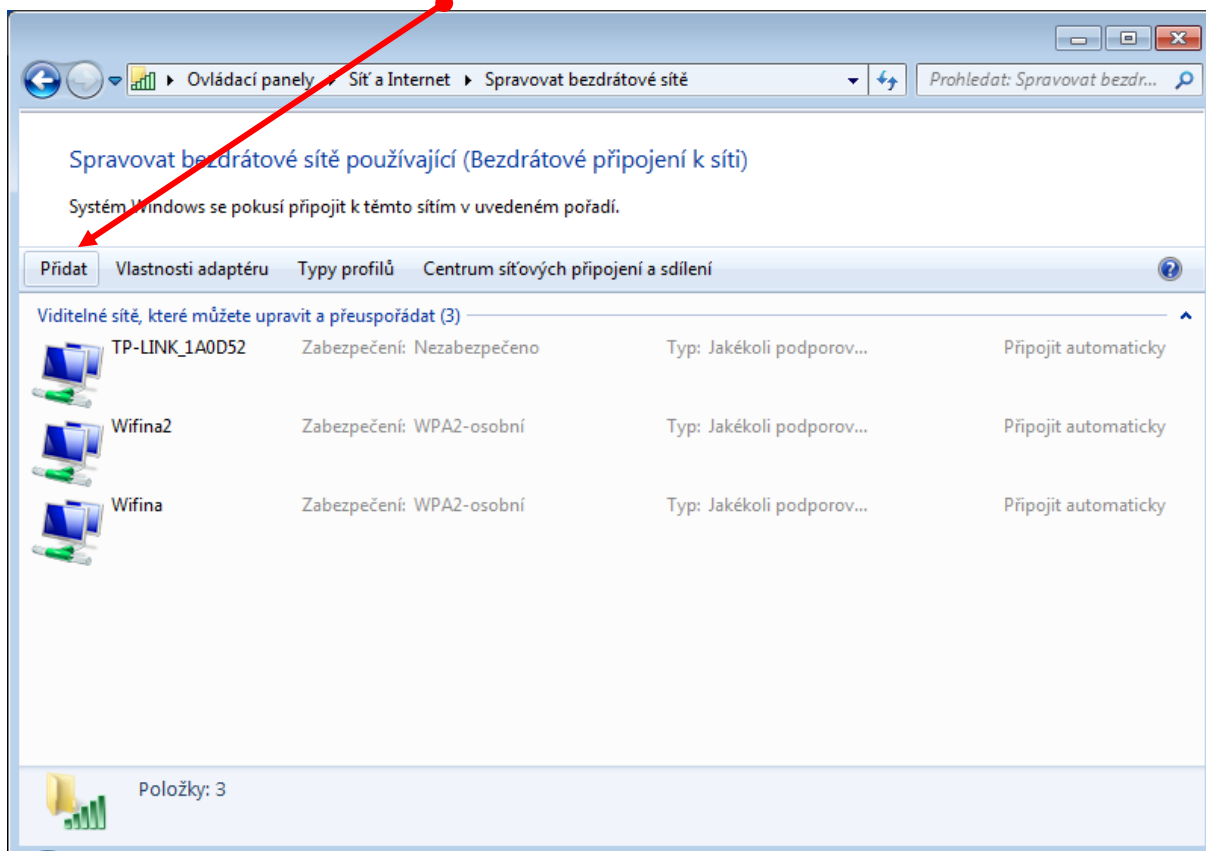 Ovládací panely Síť a Internet Spravovat bezdrátové sítě Prohledat: Spravovat bezdr...
Spravovat bezdrátové sítě používající (Bezdrátové připojení k síti)
Systém Windows se pokusí připojit k těmto sítím v uvedeném pořadí.
Přidat Vlastnosti adaptéru Typy profilů Centrum síťových připojení a sdílení
Viditelné sítě, které můžete upravit a přeuspořádat (3)
TP-LINK_1A0D52 Zabezpečení: Nezabezpečeno Typ: Jakékoli podporov... Připojit automaticky
Wifina2 Zabezpečení: WPA2-osobní Typ: Jakékoli podporov... Připojit automaticky
Wifina Zabezpečení: WPA2-osobní Typ: Jakékoli podporov... Připojit automaticky
Položky: 3